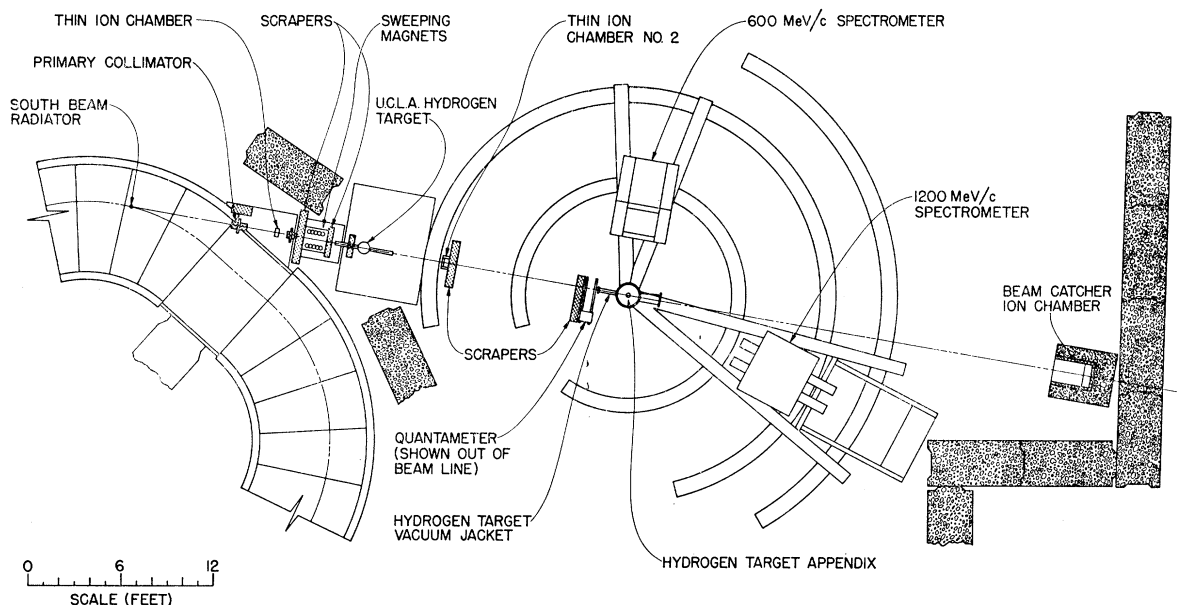 THIN ION CHAMBER
SCRAPERS
SWEEPING
MAGNETS
THIN ION
CHAMBER NO. 2
600 MeV/c SPECTROMETER
PRIMARY COLLIMATOR
SOUTH BEAM
RADIATOR
U.C.L.A. HYDROGEN
TARGET
1200 MeV/c
SPECTROMETER
BEAM CATCHER
ION CHAMBER
SCRAPERS
QUANTAMETER
(SHOWN OUT OF
BEAM LINE)
HYDROGEN TARGET
VACUUM JACKET
HYDROGEN TARGET APPENDIX
0 6 12
SCALE (FEET)